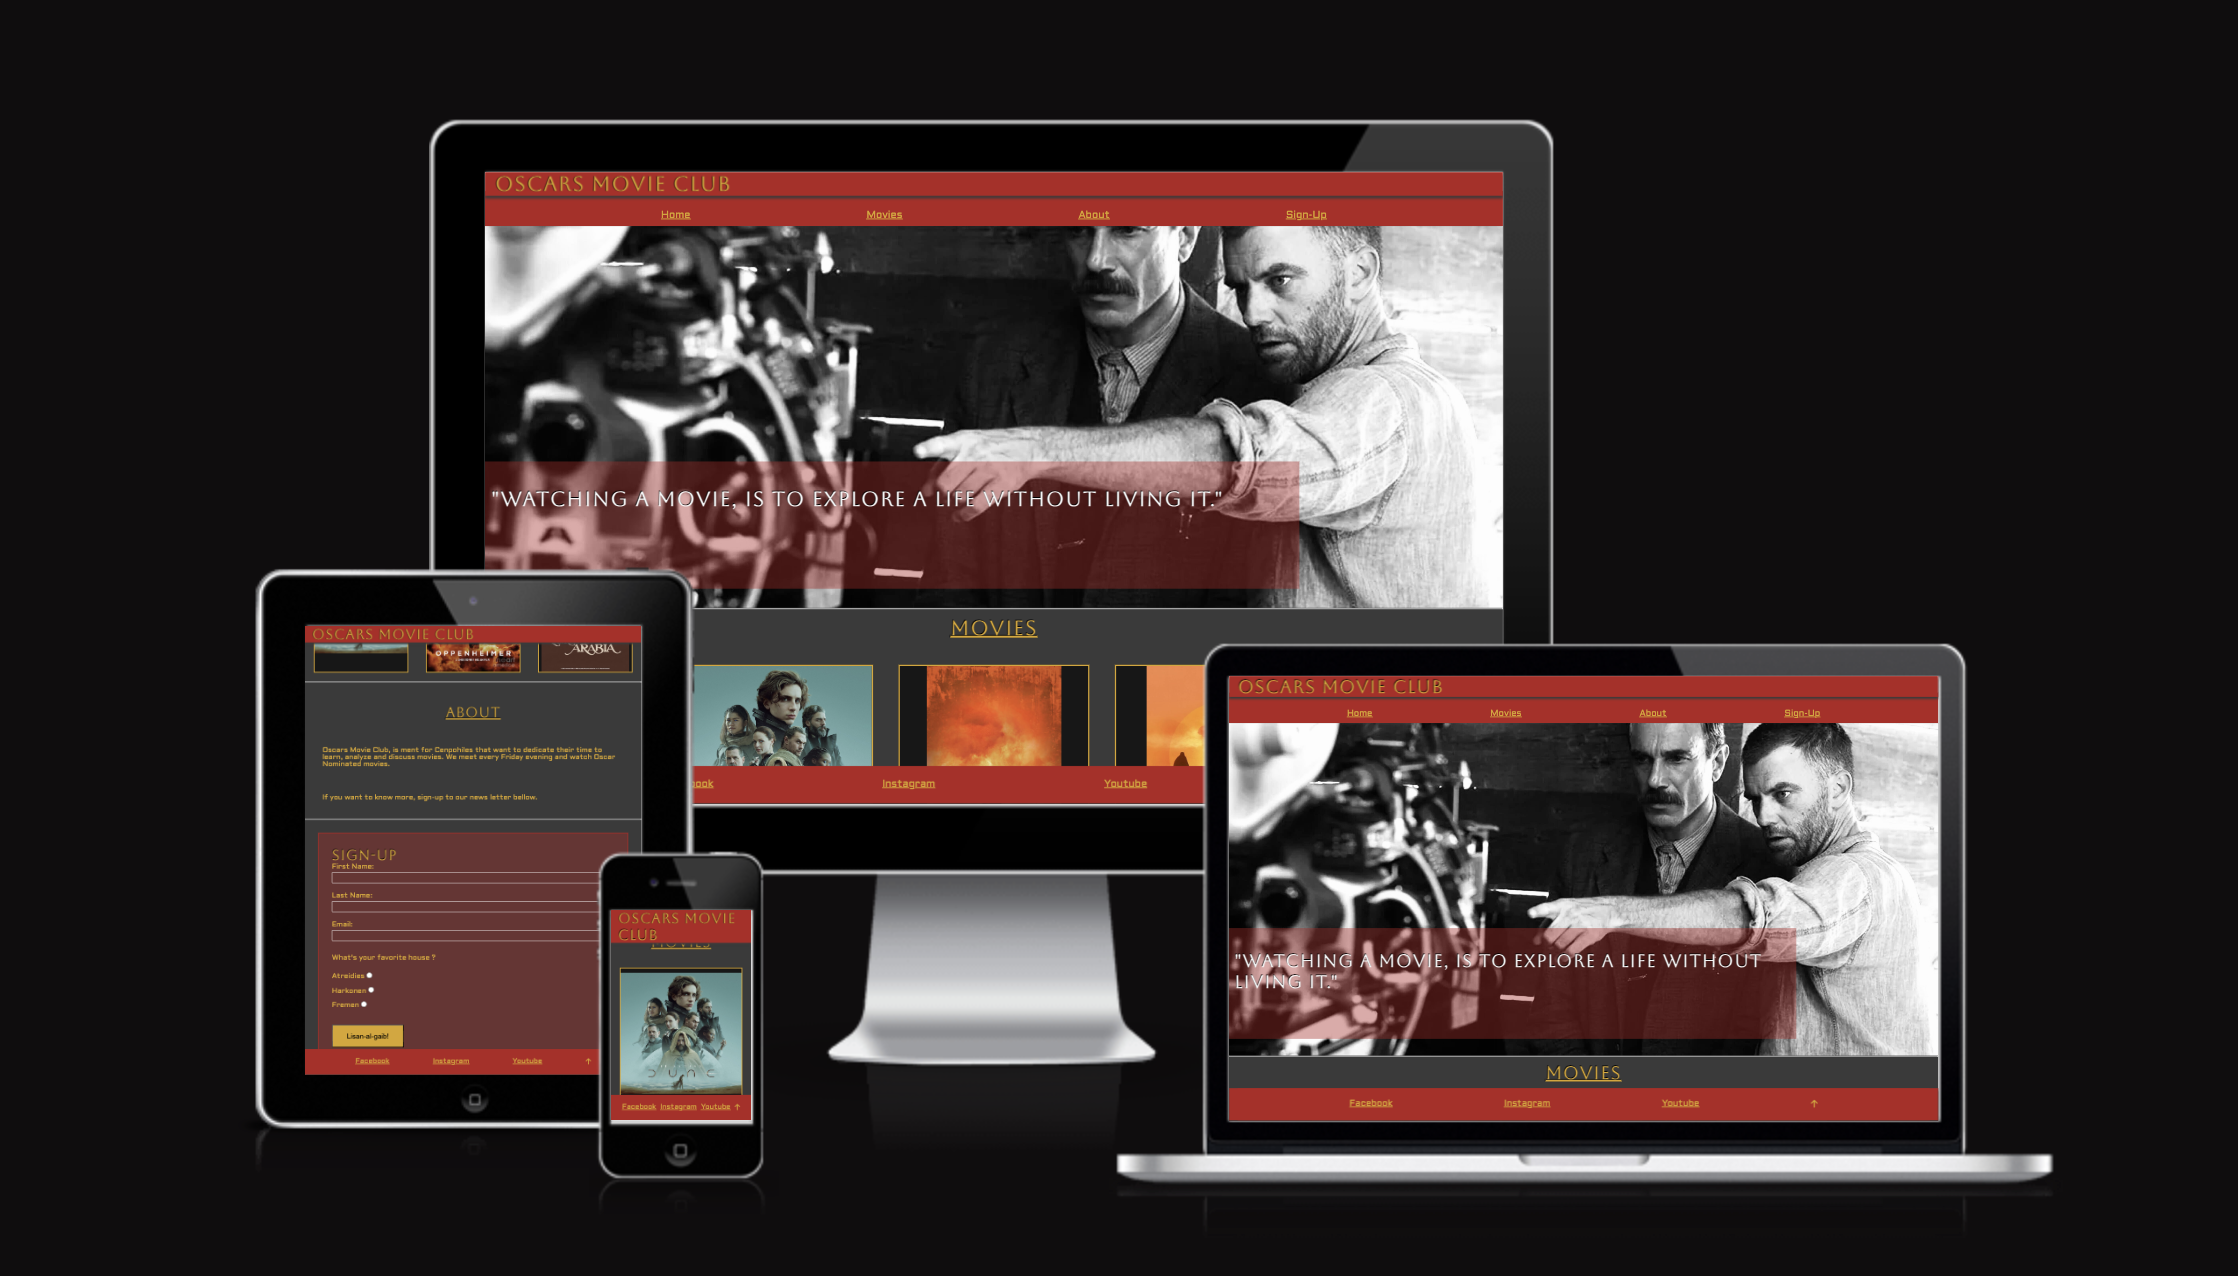 OSCARS MOVIE CLUB
Home Movies About Sign-Up
"WATCHING A MOVIE, IS TO EXPLORE A LIFE WITHOUT LIVING IT."
MOVIES
Instagram Youtube
OSCARS MOVIE CLUB
OPPENHEIMER
ARABIA
ABOUT
Oscars Movie Club, is ment for Cenpohiles that want to dedicate their time to
learn, analyze and discuss movies. We meet every Friday evening and watch Oscar
Nominated movies.
If you want to know more, sign-up to our news letter bellow.
SIGN-UP
First Name:
Last Name:
Email:
What's your favorite house ?
Atreidies
Harkonen
Fremen
Lisan-al-gaib!
Facebook Instagram Youtube ↑
OSCARS MOVIE
CLUB
MOVIES
DUNE
Facebook Instagram Youtube ↑
OSCARS MOVIE CLUB
Home Movies About Sign-Up
"WATCHING A MOVIE, IS TO EXPLORE A LIFE WITHOUT
LIVING IT."
MOVIES
Facebook Instagram Youtube ↑